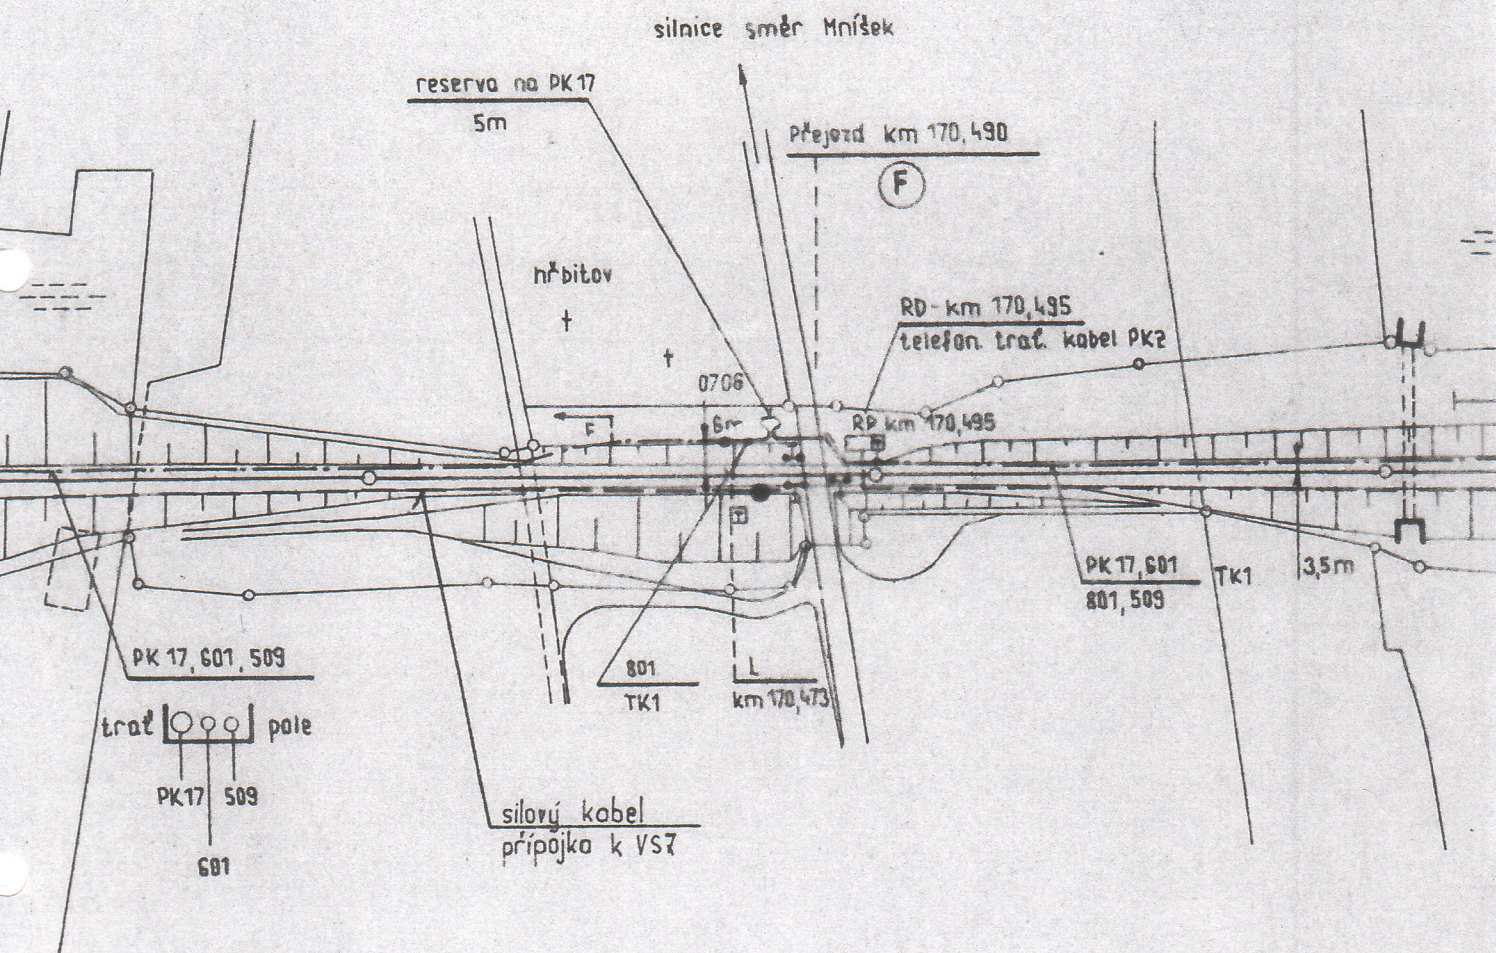 silnice směr Mníšek
reserva na PK17
5m
Přejezd km 170,490
F
hřbitov
RD-km 170,495
telefon. trať. kabel PK2
0706
F
6m
RD km 170,495
T
PK 17,601
801, 509
TK1
3,5m
PK 17, 601, 509
801
TK1
L
km 170,473
trať
pole
PK17
509
601
silový kabel
přípojka k VSZ